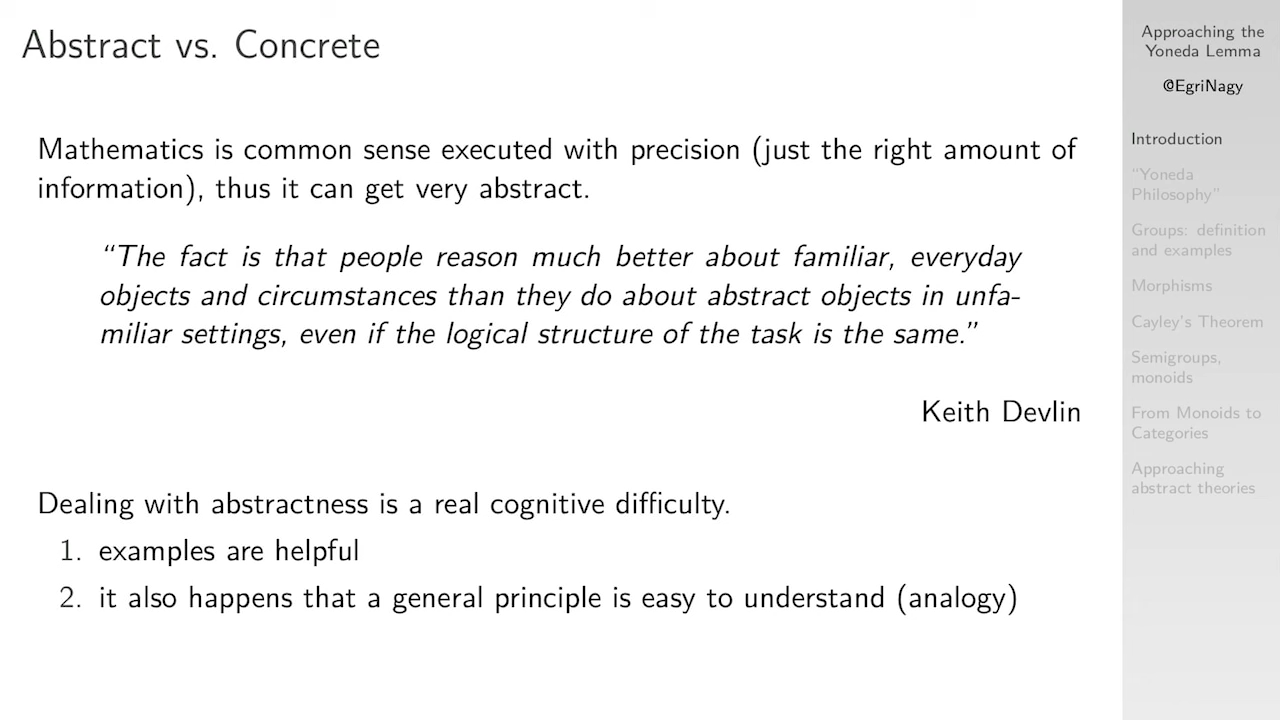 Abstract vs. Concrete
Mathematics is common sense executed with precision (just the right amount of
information), thus it can get very abstract.
“The fact is that people reason much better about familiar, everyday
objects and circumstances than they do about abstract objects in unfa-
miliar settings, even if the logical structure of the task is the same.”
Keith Devlin
Dealing with abstractness is a real cognitive difficulty.
1. examples are helpful
2. it also happens that a general principle is easy to understand (analogy)
Approaching the
Yoneda Lemma
@EgriNagy
Introduction
“Yoneda
Philosophy”
Groups: definition
and examples
Morphisms
Cayley's Theorem
Semigroups,
monoids
From Monoids to
Categories
Approaching
abstract theories